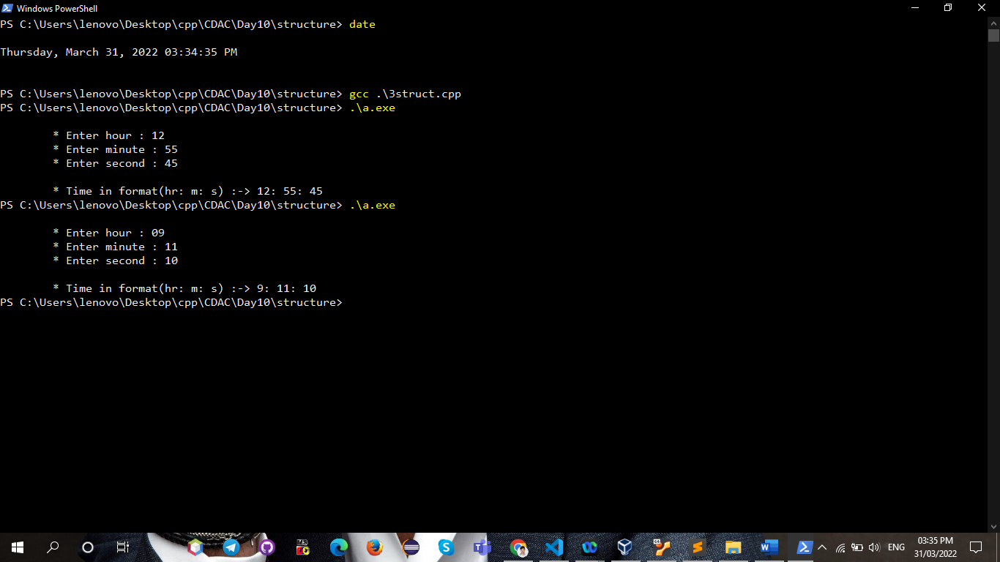 Windows PowerShell
PS C:\Users\lenovo\Desktop\cpp\CDAC\Day10\structure> date
Thursday, March 31, 2022 03:34:35 PM
PS C:\Users\lenovo\Desktop\cpp\CDAC\Day10\structure> gcc .\3struct.cpp
PS C:\Users\lenovo\Desktop\cpp\CDAC\Day10\structure> .\a.exe
* Enter hour : 12
* Enter minute : 55
* Enter second : 45
* Time in format(hr: m: s) :-> 12: 55: 45
PS C:\Users\lenovo\Desktop\cpp\CDAC\Day10\structure> .\a.exe
* Enter hour : 09
* Enter minute : 11
* Enter second : 10
* Time in format(hr: m: s) :-> 9: 11: 10
PS C:\Users\lenovo\Desktop\cpp\CDAC\Day10\structure>
ENG
03:35 PM
31/03/2022